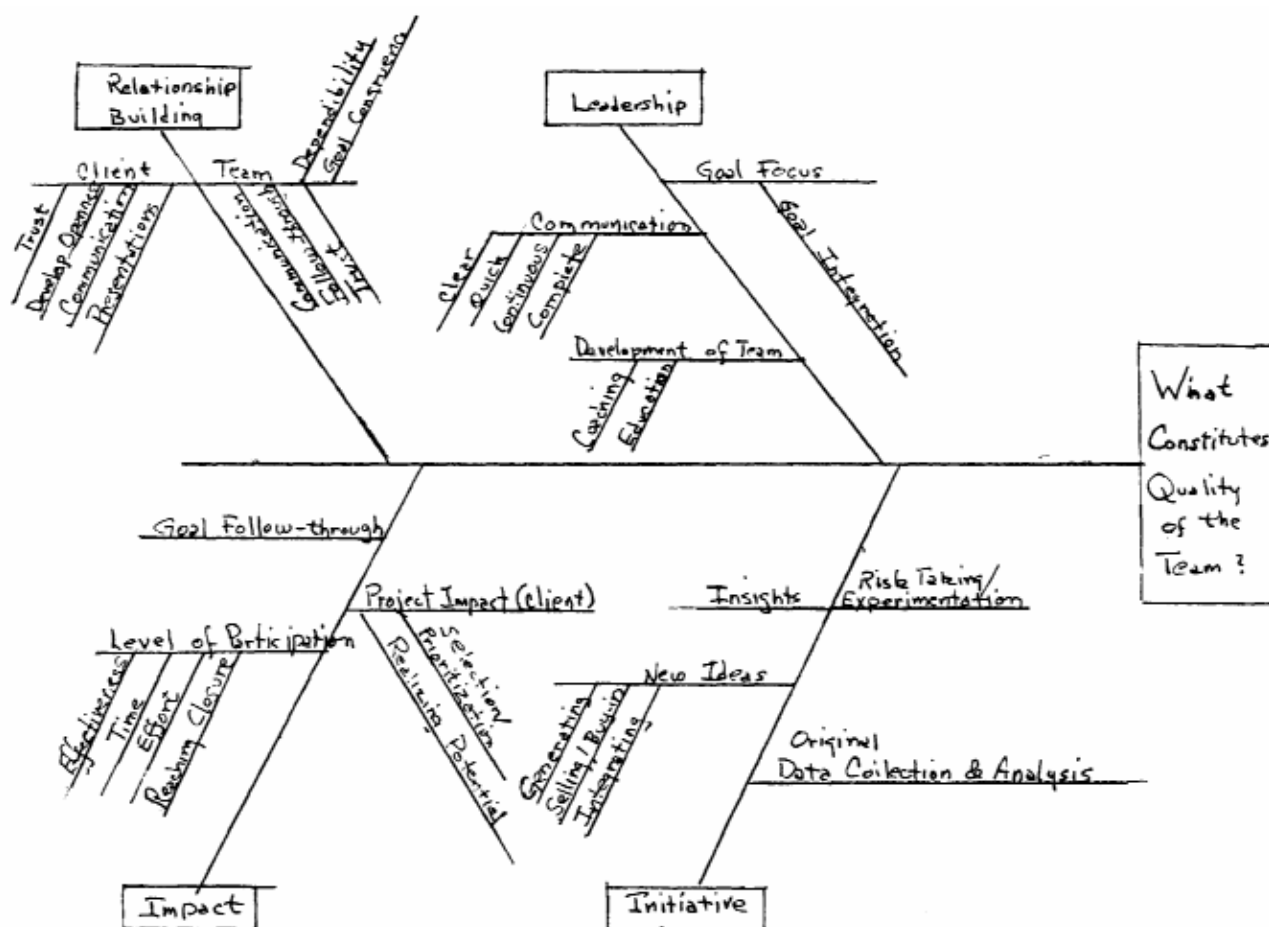 Relationship
Building
Dependibility
Goal Congruenc
Client
Team
Trust
Develop Openness
Communication
Presentations
Communication
Follow through
Trust
Leadership
Goal Focus
Goal Integration
Communication
Clear
Quick
Continuous
Complete
Development of Team
Coaching
Education
What
Constitutes
Quality
of the
Team?
Goal Follow-through
Project Impact (Client)
Selection/
Prioritization
Realizing Potential
Level of Participation
Effectiveness
Time
Effort
Reaching Closure
Impact
Insights
Risk Taking/
Experimentation
New Ideas
Generating
Selling/Buy-in
Integrating
Original
Data Collection & Analysis
Initiative